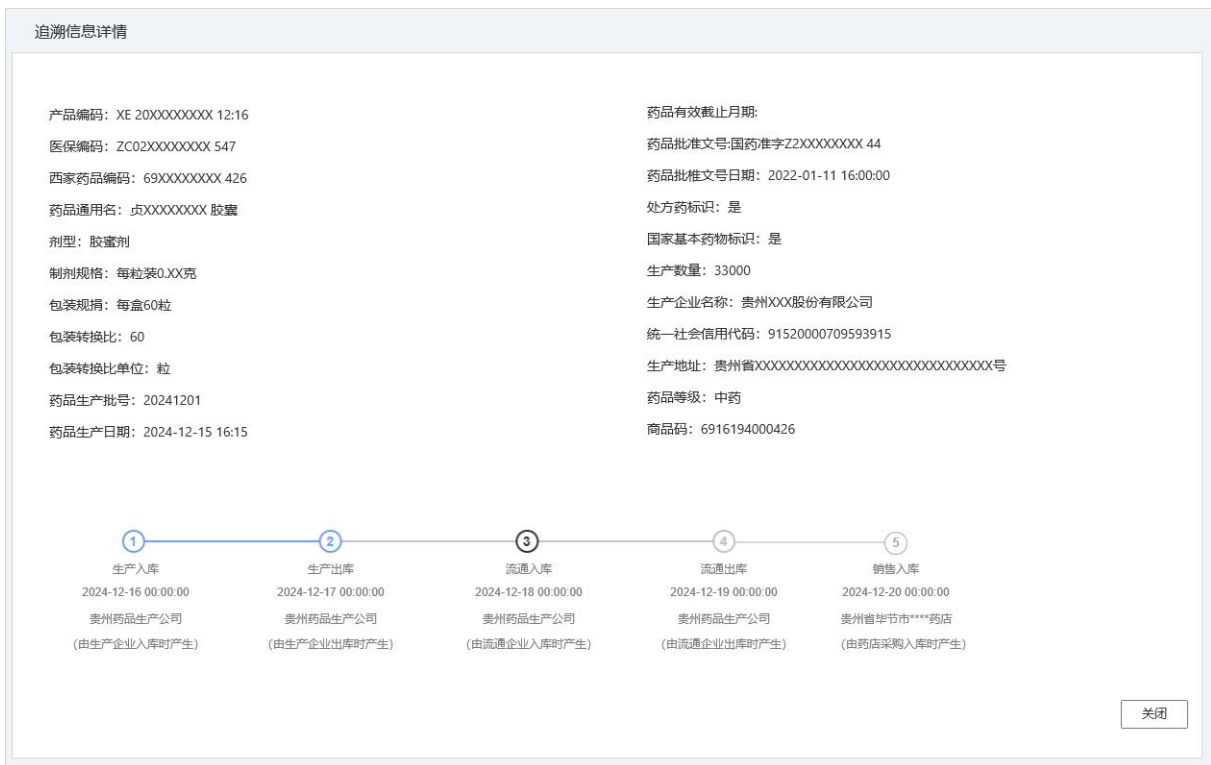 追溯信息详情
产品编码：XE 20XXXXXXXX 12:16
医保编码：ZC02XXXXXXXX 547
西家药品编码：69XXXXXXXX 426
药品通用名：贞XXXXXXXX 胶囊
剂型：胶蜜剂
制剂规格：每粒装0.XX克
包装规捐：每盒60粒
包装转换比：60
包装转换比单位：粒
药品生产批号：20241201
药品生产日期：2024-12-15 16:15
药品有效截止月期:
药品批准文号:国药准字Z2XXXXXXXX 44
药品批椎文号日期：2022-01-11 16:00:00
处方药标识：是
国家基本药物标识：是
生产数量：33000
生产企业名称：贵州XXX股份有限公司
统一社会信用代码：91520000709593915
生产地址：贵州省XXXXXXXXXXXXXXXXXXXXXXXXXXXXXX号
药品等级：中药
商品码：6916194000426
1 2 3 4 5
生产入库 生产出库 流通入库 流通出库 销售入库
2024-12-16 00:00:00 2024-12-17 00:00:00 2024-12-18 00:00:00 2024-12-19 00:00:00 2024-12-20 00:00:00
贵州药品生产公司 贵州药品生产公司 贵州药品生产公司 贵州药品生产公司 贵州省毕节市****药店
(由生产企业入库时产生) (由生产企业出库时产生) (由流通企业入库时产生) (由流通企业出库时产生) (由药店采购入库时产生)
关闭